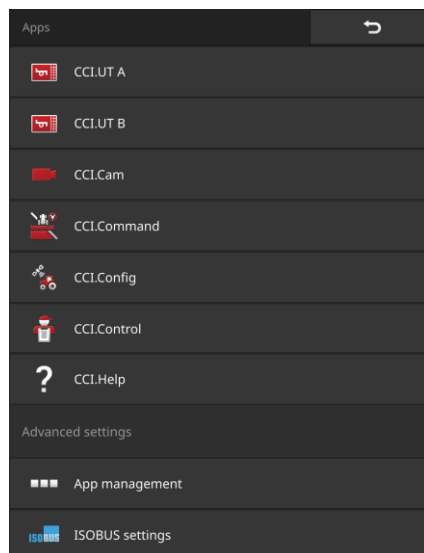 Apps
CCI.UT A
CCI.UT B
CCI.Cam
CCI.Command
CCI.Config
CCI.Control
CCI.Help
Advanced settings
App management
ISOBUS ISOBUS settings